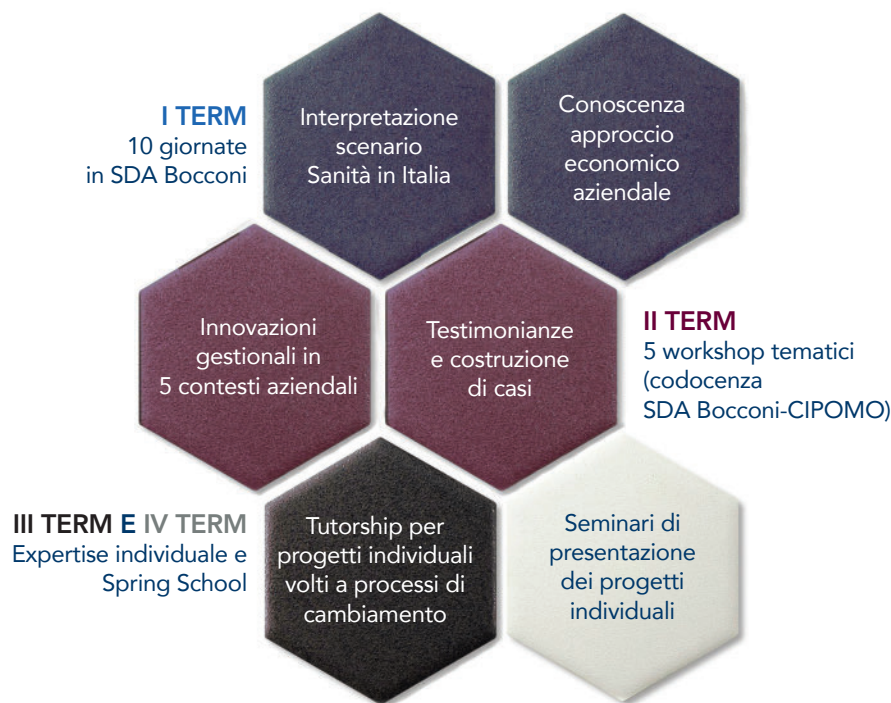 I TERM
10 giornate
in SDA Bocconi
Interpretazione
scenario
Sanità in Italia
Conoscenza
approccio
economico
aziendale
Innovazioni
gestionali in
5 contesti aziendali
Testimonianze
e costruzione
di casi
II TERM
5 workshop tematici
(codocenza
SDA Bocconi-CIPOMO)
III TERM E IV TERM
Expertise individuale e
Spring School
Tutorship per
progetti individuali
volti a processi di
cambiamento
Seminari di
presentazione
dei progetti
individuali